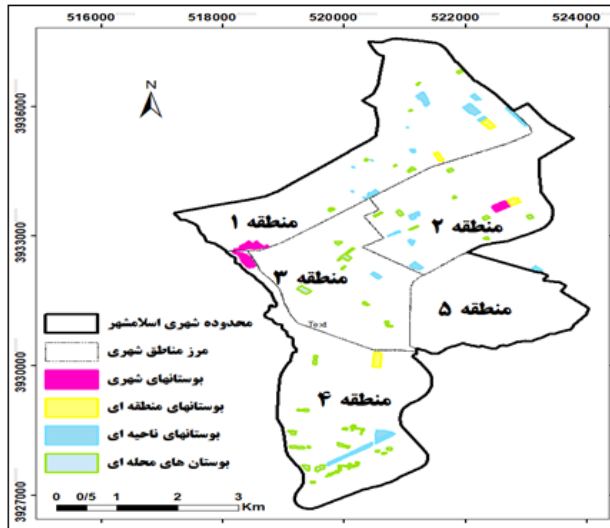 516000 518000 520000 522000 524000
3936000
3933000
3930000
3927000
N
منطقه ۱
منطقه ۲
منطقه ۳
منطقه ۵
منطقه ۴
Text
محدوده شهری اسلامشهر
مرز مناطق شهری
بوستانهای شهری
بوستانهای منطقه ای
بوستانهای ناحیه ای
بوستان های محله ای
0 0/5 1 2 3
Km